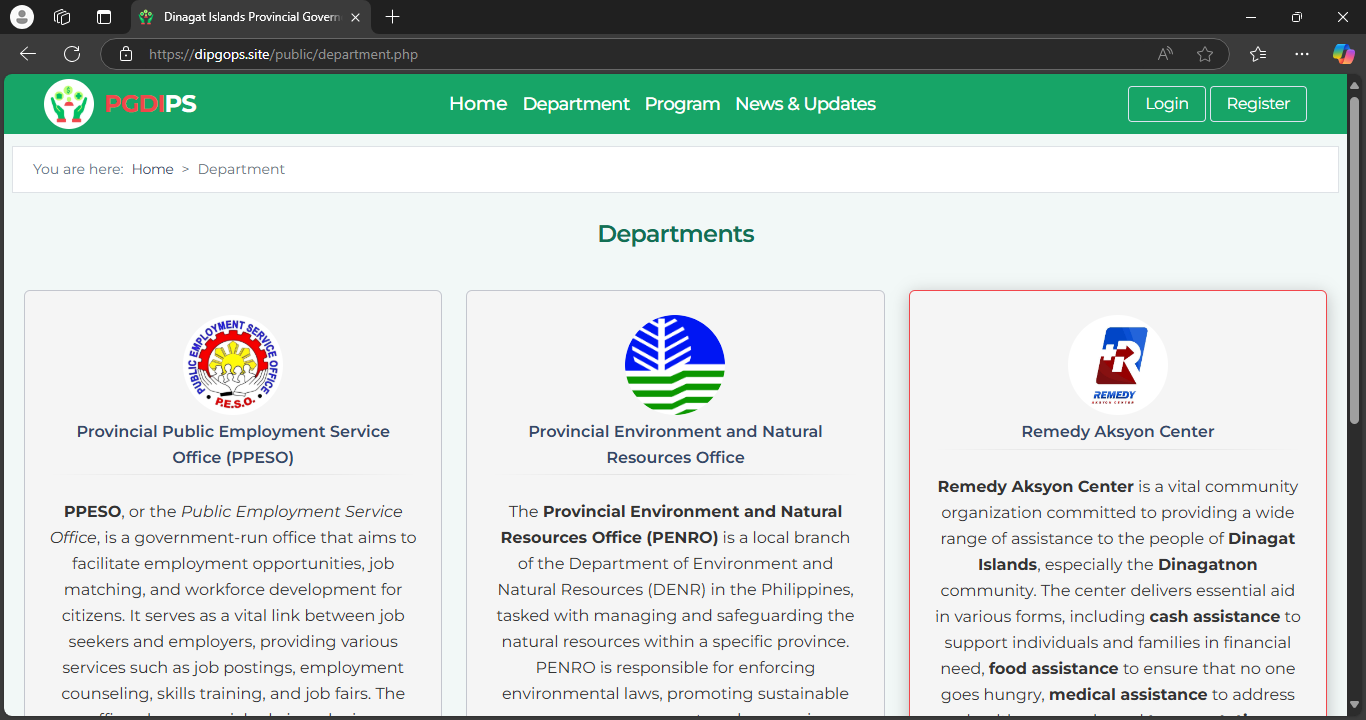 Dinagat Islands Provincial Governm
https://dipgops.site/public/department.php
PGDIPS
Home Department Program News & Updates
Login Register
You are here: Home > Department
Departments
PUBLIC EMPLOYMENT SERVICE OFFICE
P.E.S.O.
Provincial Public Employment Service
Office (PPESO)
PPESO, or the Public Employment Service
Office, is a government-run office that aims to
facilitate employment opportunities, job
matching, and workforce development for
citizens. It serves as a vital link between job
seekers and employers, providing various
services such as job postings, employment
counseling, skills training, and job fairs. The
Provincial Environment and Natural
Resources Office
The Provincial Environment and Natural
Resources Office (PENRO) is a local branch
of the Department of Environment and
Natural Resources (DENR) in the Philippines,
tasked with managing and safeguarding the
natural resources within a specific province.
PENRO is responsible for enforcing
environmental laws, promoting sustainable
R
REMEDY
AKSYON CENTER
Remedy Aksyon Center
Remedy Aksyon Center is a vital community
organization committed to providing a wide
range of assistance to the people of Dinagat
Islands, especially the Dinagatnon
community. The center delivers essential aid
in various forms, including cash assistance to
support individuals and families in financial
need, food assistance to ensure that no one
goes hungry, medical assistance to address